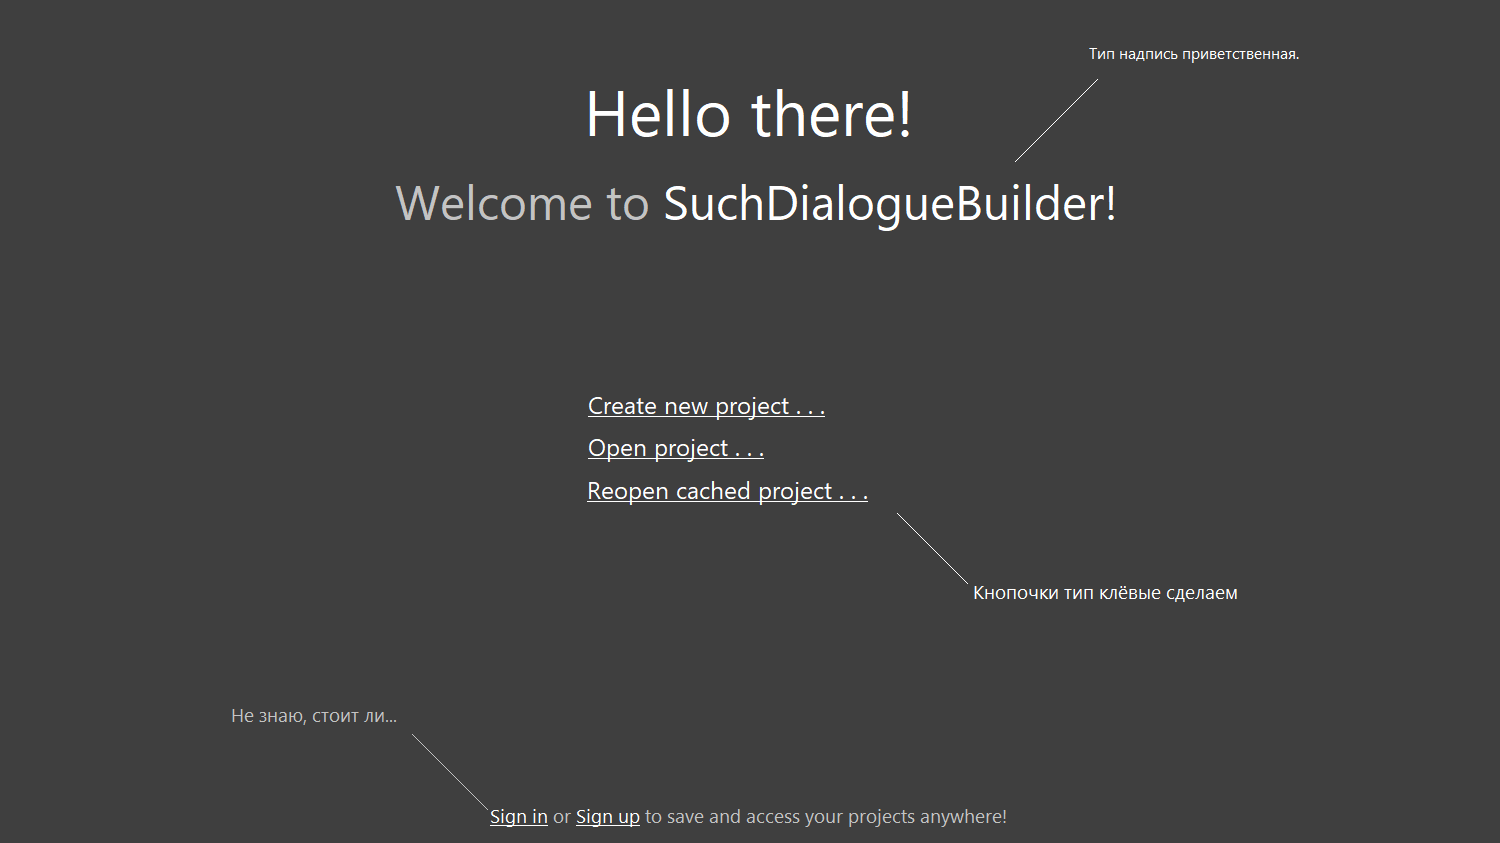 Тип надпись приветственная.
Hello there!
Welcome to SuchDialogueBuilder!
Create new project . . .
Open project . . .
Reopen cached project . . .
Кнопочки тип клёвые сделаем
Не знаю, стоит ли...
Sign in or Sign up to save and access your projects anywhere!